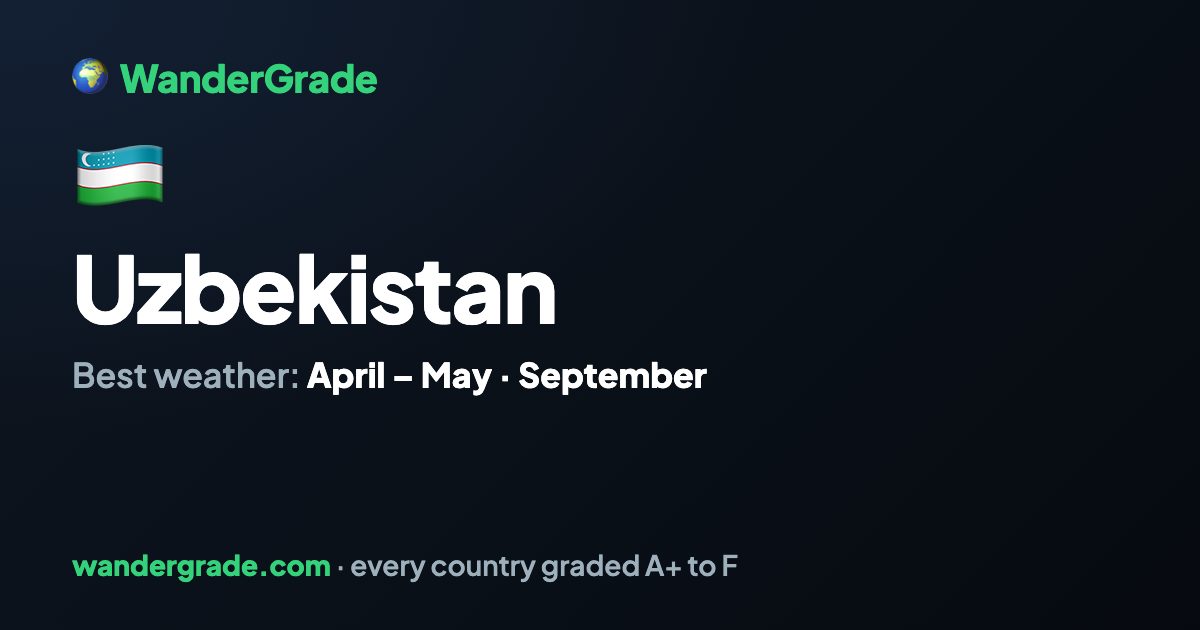 WanderGrade
Uzbekistan
Best weather: April – May · September
wandergrade.com · every country graded A+ to F